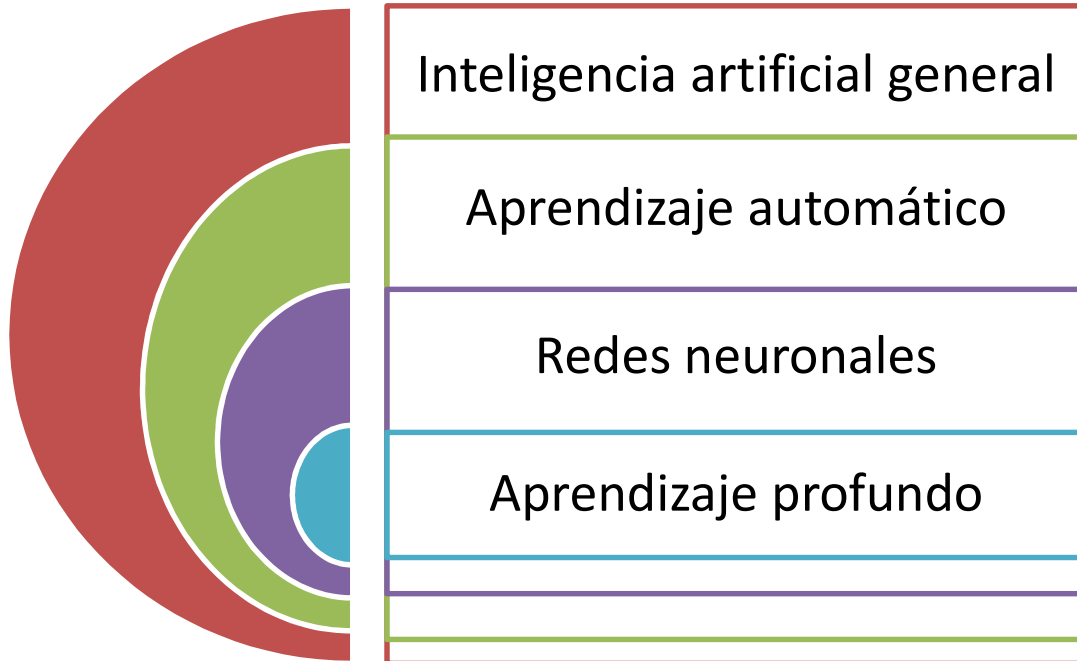 Inteligencia artificial general
Aprendizaje automático
Redes neuronales
Aprendizaje profundo